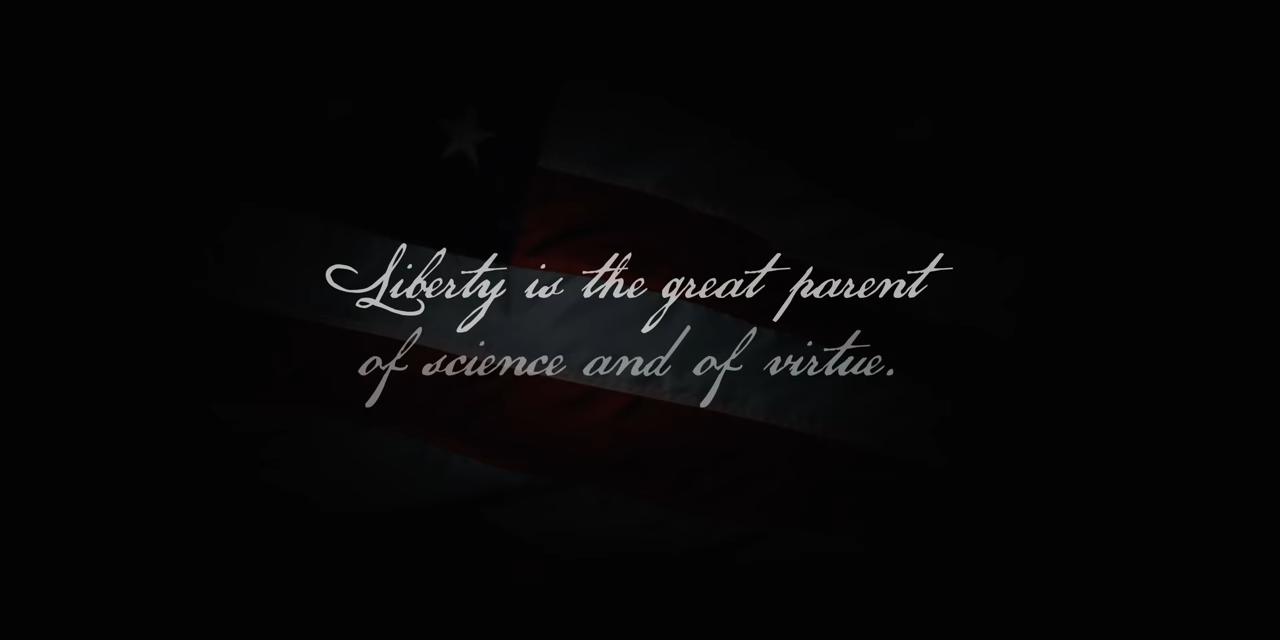 Liberty is the great parent
of science and of virtue.